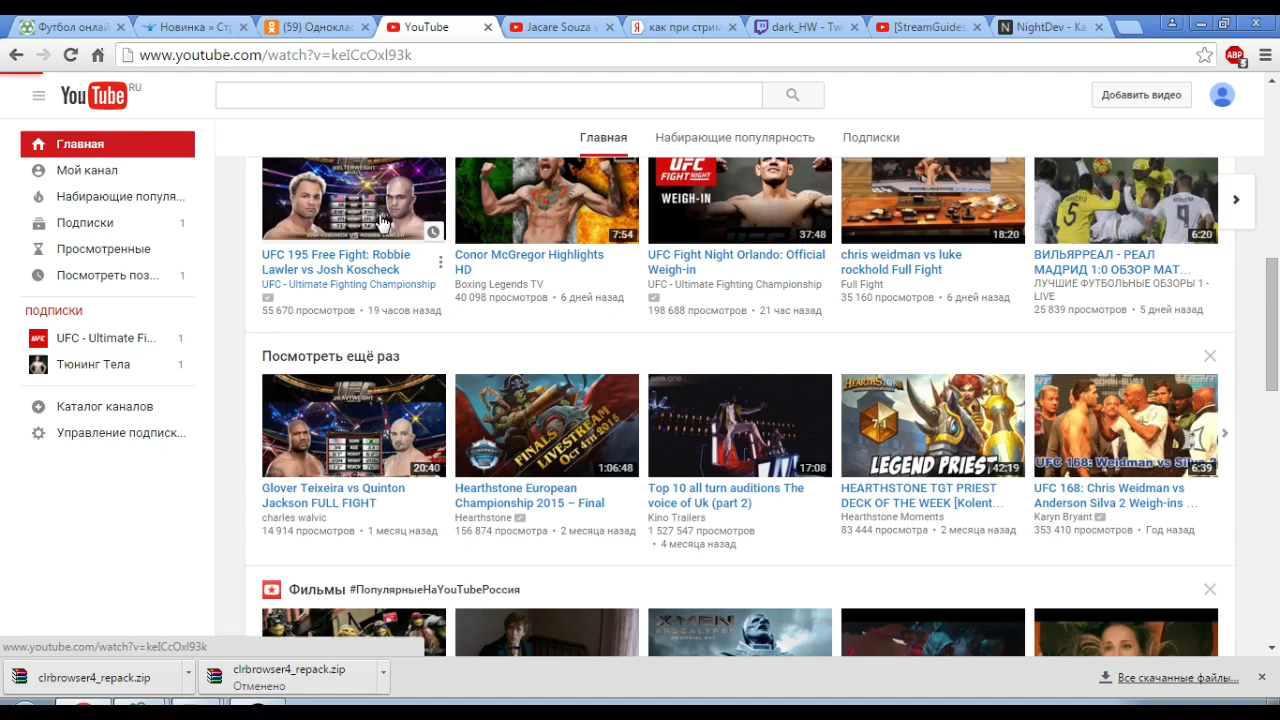 Футбол онлай
Новинка » Стр
(59) Одноклас
YouTube
Jacare Souza v
как при стрим
dark_HW - Tw
[StreamGuides
NightDev - Ka
www.youtube.com/watch?v=keICcOxl93k
ABP
YouTube RU
Добавить видео
Главная
Набирающие популярность
Подписки
Главная
Мой канал
Набирающие популя...
Подписки 1
Просмотренные
Посмотреть поз... 1
ПОДПИСКИ
UFC - Ultimate Fi... 1
Тюнинг Тела 1
Каталог каналов
Управление подписк...
UFC 195 Free Fight: Robbie
Lawler vs Josh Koscheck
UFC - Ultimate Fighting Championship
55 670 просмотров • 19 часов назад
7:54
Conor McGregor Highlights
HD
Boxing Legends TV
40 098 просмотров • 6 дней назад
UFC
FIGHT NIGHT
WEIGH-IN
37:48
UFC Fight Night Orlando: Official
Weigh-in
UFC - Ultimate Fighting Championship
198 688 просмотров • 21 час назад
18:20
chris weidman vs luke
rockhold Full Fight
Full Fight
35 160 просмотров • 6 дней назад
6:20
ВИЛЬЯРРЕАЛ - РЕАЛ
МАДРИД 1:0 ОБЗОР МАТ...
ЛУЧШИЕ ФУТБОЛЬНЫЕ ОБЗОРЫ 1 -
LIVE
25 839 просмотров • 5 дней назад
Посмотреть ещё раз
20:40
Glover Teixeira vs Quinton
Jackson FULL FIGHT
charles walvic
14 914 просмотров • 1 месяц назад
FINALS LIVESTREAM
OCT 4TH 2015
1:06:48
Hearthstone European
Championship 2015 – Final
Hearthstone
156 874 просмотра • 2 месяца назад
17:08
Top 10 all turn auditions The
voice of Uk (part 2)
Kino Trailers
1 527 547 просмотров
• 4 месяца назад
HEARTHSTONE
74
LEGEND PRIEST
42:19
HEARTHSTONE TGT PRIEST
DECK OF THE WEEK [Kolent...
Hearthstone Moments
83 444 просмотра • 2 месяца назад
UFC 168: Weidman vs Silva 2
6:39
UFC 168: Chris Weidman vs
Anderson Silva 2 Weigh-ins ...
Karyn Bryant
353 410 просмотров • Год назад
Фильмы #ПопулярныеНаYouTubeРоссия
X-MEN
APOCALYPSE
www.youtube.com/watch?v=keICcOxl93k
clrbrowser4_repack.zip
clrbrowser4_repack.zip
Отменено
Все скачанные файлы...